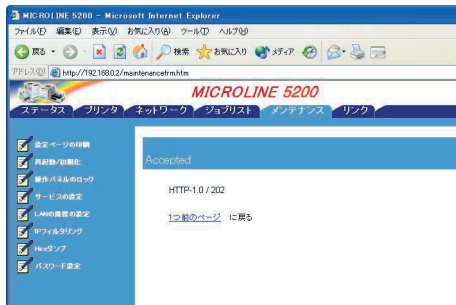 MICROLINE 5200 - Microsoft Internet Explorer
ファイル(F) 編集(E) 表示(V) お気に入り(A) ツール(T) ヘルプ(H)
戻る 検索 お気に入り メディア
アドレス(D) http://192.168.0.2/maintenancefrm.htm
MICROLINE 5200
ステータス プリンタ ネットワーク ジョブリスト メンテナンス リンク
設定ページの印刷
再起動/初期化
操作パネルのロック
サービスの設定
LANの速度の設定
IPフィルタリング
Hexダンプ
パスワード設定
Accepted
HTTP-1.0 / 202
1つ前のページ に戻る